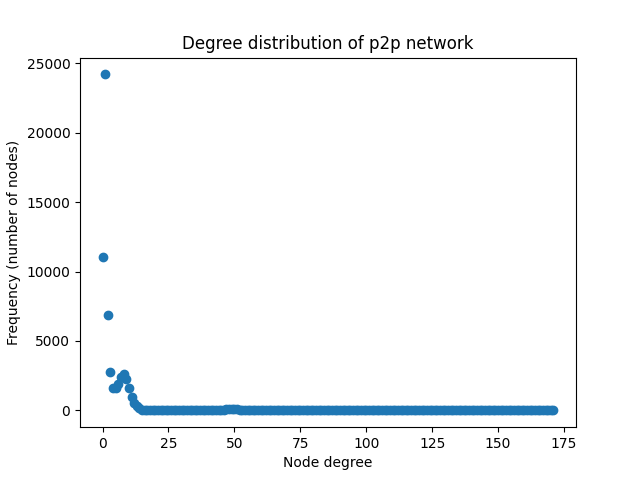 Degree distribution of p2p network
Frequency (number of nodes)
25000
20000
15000
10000
5000
0
0 25 50 75 100 125 150 175
Node degree